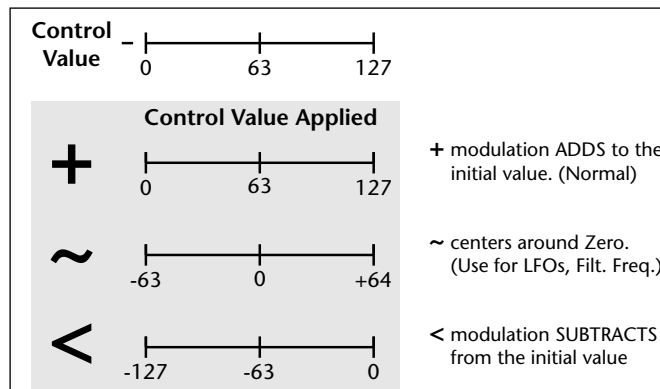 Control Value
–
0 63 127
Control Value Applied
+
0 63 127
+ modulation ADDS to the
initial value. (Normal)
~
-63 0 +64
~ centers around Zero.
(Use for LFOs, Filt. Freq.)
<
-127 -63 0
< modulation SUBTRACTS
from the initial value